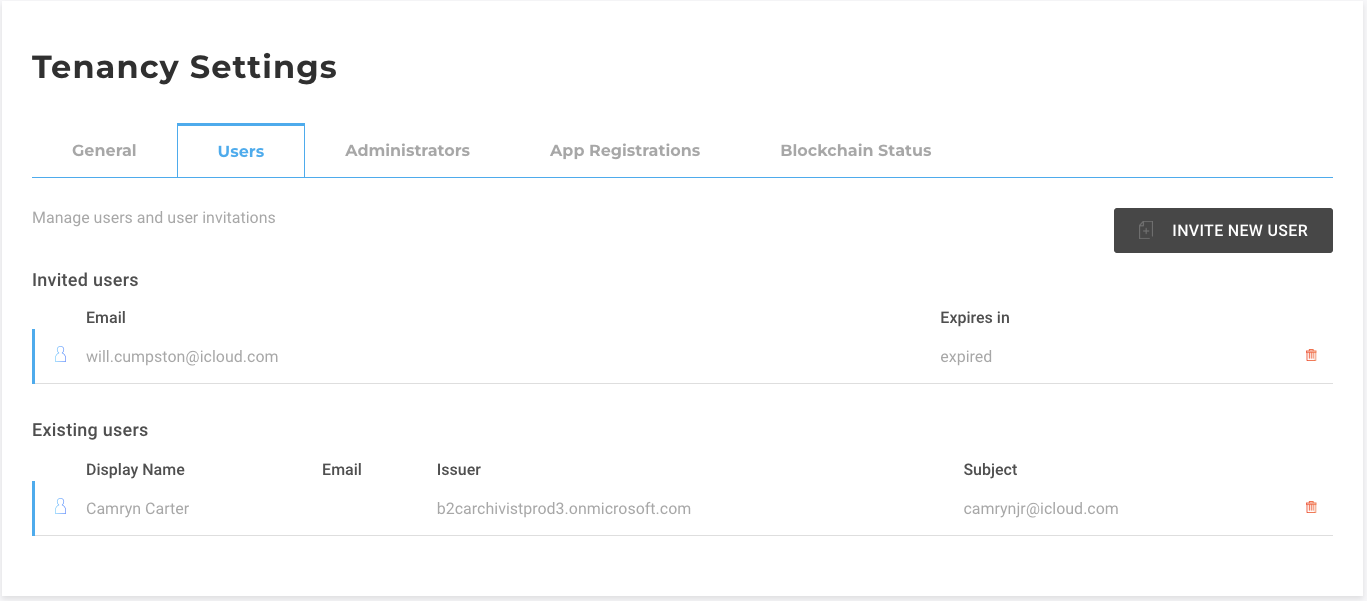 Tenancy Settings
General Users Administrators App Registrations Blockchain Status
Manage users and user invitations
INVITE NEW USER
Invited users
Email Expires in
will.cumpston@icloud.com expired
Existing users
Display Name Email Issuer Subject
Camryn Carter b2carchivistprod3.onmicrosoft.com camrynjr@icloud.com